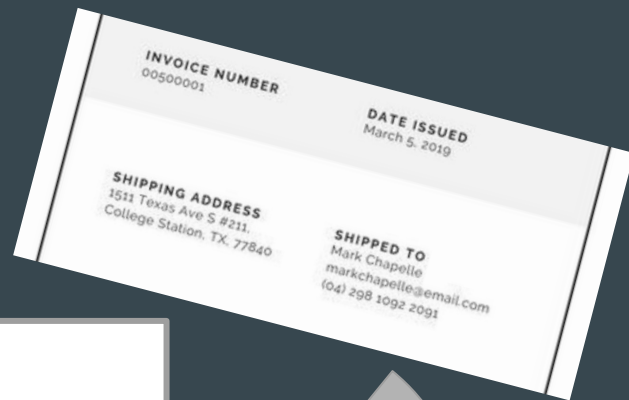 INVOICE NUMBER
00500001
DATE ISSUED
March 5, 2019
SHIPPING ADDRESS
1511 Texas Ave S #211,
College Station, TX, 77840
SHIPPED TO
Mark Chapelle
markchapelle@email.com
(04) 298 1092 2091